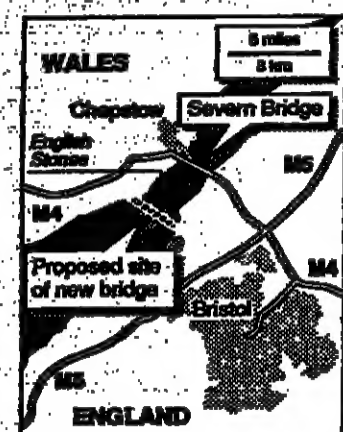 5 miles
8 km
WALES
Chepstow
Severn Bridge
English
Stones
M5
M4
Proposed site
of new bridge
M4
Bristol
M5
ENGLAND